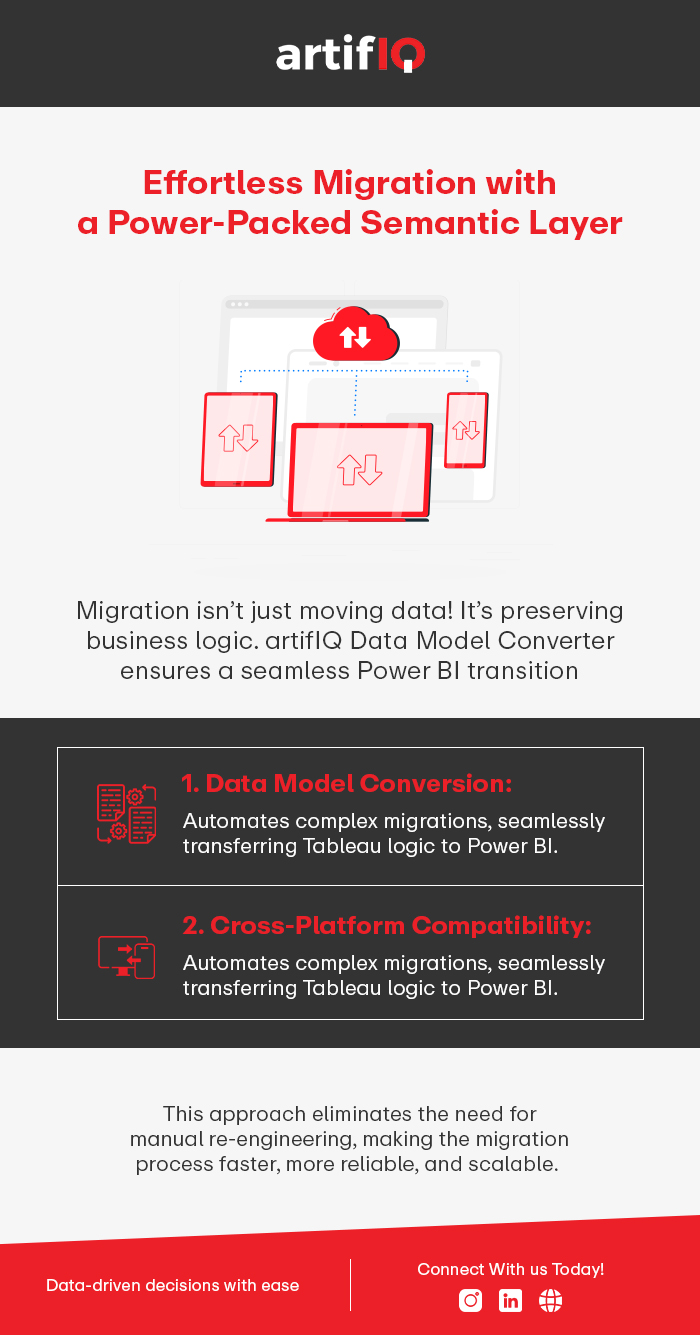 artifIQ
Effortless Migration with
a Power-Packed Semantic Layer
Migration isn’t just moving data! It’s preserving
business logic. artifIQ Data Model Converter
ensures a seamless Power BI transition
1. Data Model Conversion:
Automates complex migrations, seamlessly
transferring Tableau logic to Power BI.
2. Cross-Platform Compatibility:
Automates complex migrations, seamlessly
transferring Tableau logic to Power BI.
This approach eliminates the need for
manual re-engineering, making the migration
process faster, more reliable, and scalable.
Data-driven decisions with ease
Connect With us Today!
in